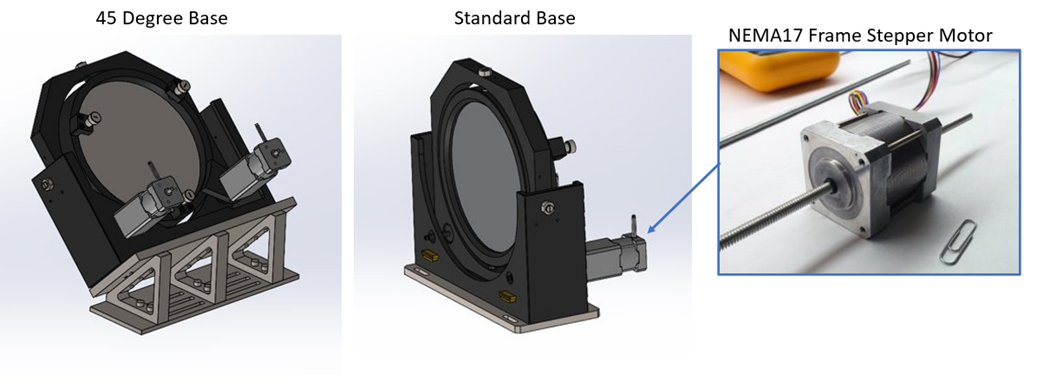 45 Degree Base
Standard Base
NEMA17 Frame Stepper Motor